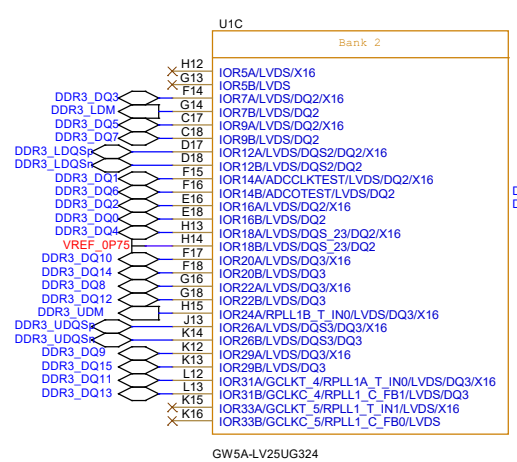 U1C
Bank 2
H12 IOR5A/LVDS/X16
G13 IOR5B/LVDS
DDR3_DQ3 F14 IOR7A/LVDS/DQ2/X16
DDR3_LDM G14 IOR7B/LVDS/DQ2
DDR3_DQ5 C17 IOR9A/LVDS/DQ2/X16
DDR3_DQ7 C18 IOR9B/LVDS/DQ2
DDR3_LDQSp D17 IOR12A/LVDS/DQS2/DQ2/X16
DDR3_LDQSn D18 IOR12B/LVDS/DQS2/DQ2
DDR3_DQ1 F15 IOR14A/ADCCLKTEST/LVDS/DQ2/X16
DDR3_DQ6 F16 IOR14B/ADCOTEST/LVDS/DQ2
DDR3_DQ2 E16 IOR16A/LVDS/DQ2/X16
DDR3_DQ0 E18 IOR16B/LVDS/DQ2
DDR3_DQ4 H13 IOR18A/LVDS/DQS_23/DQ2/X16
VREF_0P75 H14 IOR18B/LVDS/DQS_23/DQ2
DDR3_DQ10 F17 IOR20A/LVDS/DQ3/X16
DDR3_DQ14 F18 IOR20B/LVDS/DQ3
DDR3_DQ8 G16 IOR22A/LVDS/DQ3/X16
DDR3_DQ12 G18 IOR22B/LVDS/DQ3
DDR3_UDM H15 IOR24A/RPLL1B_T_IN0/LVDS/DQ3/X16
DDR3_UDQSp J13 IOR26A/LVDS/DQS3/DQ3/X16
DDR3_UDQSn K14 IOR26B/LVDS/DQS3/DQ3
DDR3_DQ9 K12 IOR29A/LVDS/DQ3/X16
DDR3_DQ15 K13 IOR29B/LVDS/DQ3
DDR3_DQ11 L12 IOR31A/GCLKT_4/RPLL1A_T_IN0/LVDS/DQ3/X16
DDR3_DQ13 L13 IOR31B/GCLKC_4/RPLL1_C_FB1/LVDS/DQ3
K15 IOR33A/GCLKT_5/RPLL1_T_IN1/LVDS/X16
K16 IOR33B/GCLKC_5/RPLL1_C_FB0/LVDS
GW5A-LV25UG324